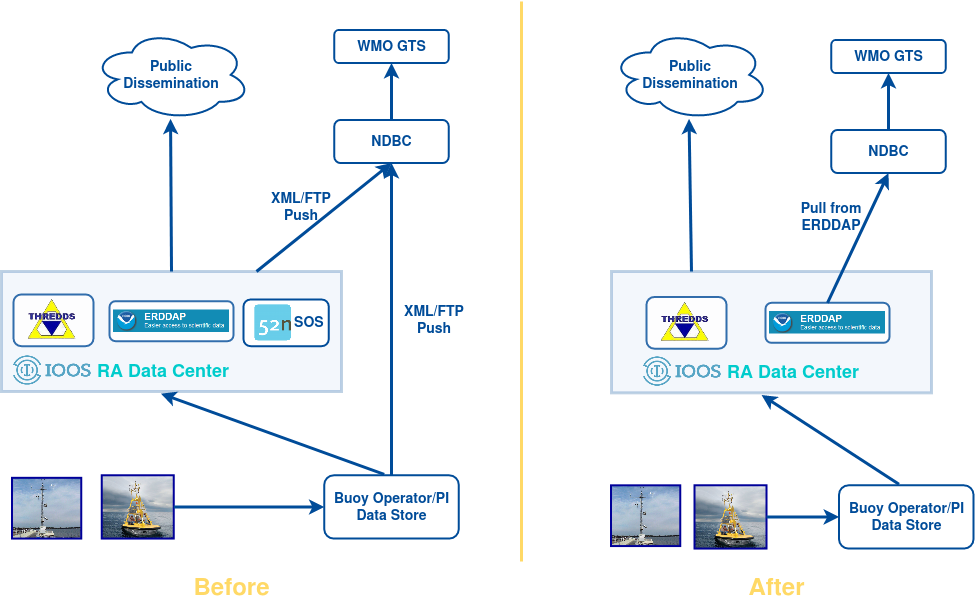 WMO GTS
Public
Dissemination
NDBC
XML/FTP
Push
XML/FTP
Push
THREDDS
ERDDAP
Easier access to scientific data
52n SOS
IOOS RA Data Center
Buoy Operator/PI
Data Store
Before
WMO GTS
Public
Dissemination
NDBC
Pull from
ERDDAP
THREDDS
ERDDAP
Easier access to scientific data
IOOS RA Data Center
Buoy Operator/PI
Data Store
After